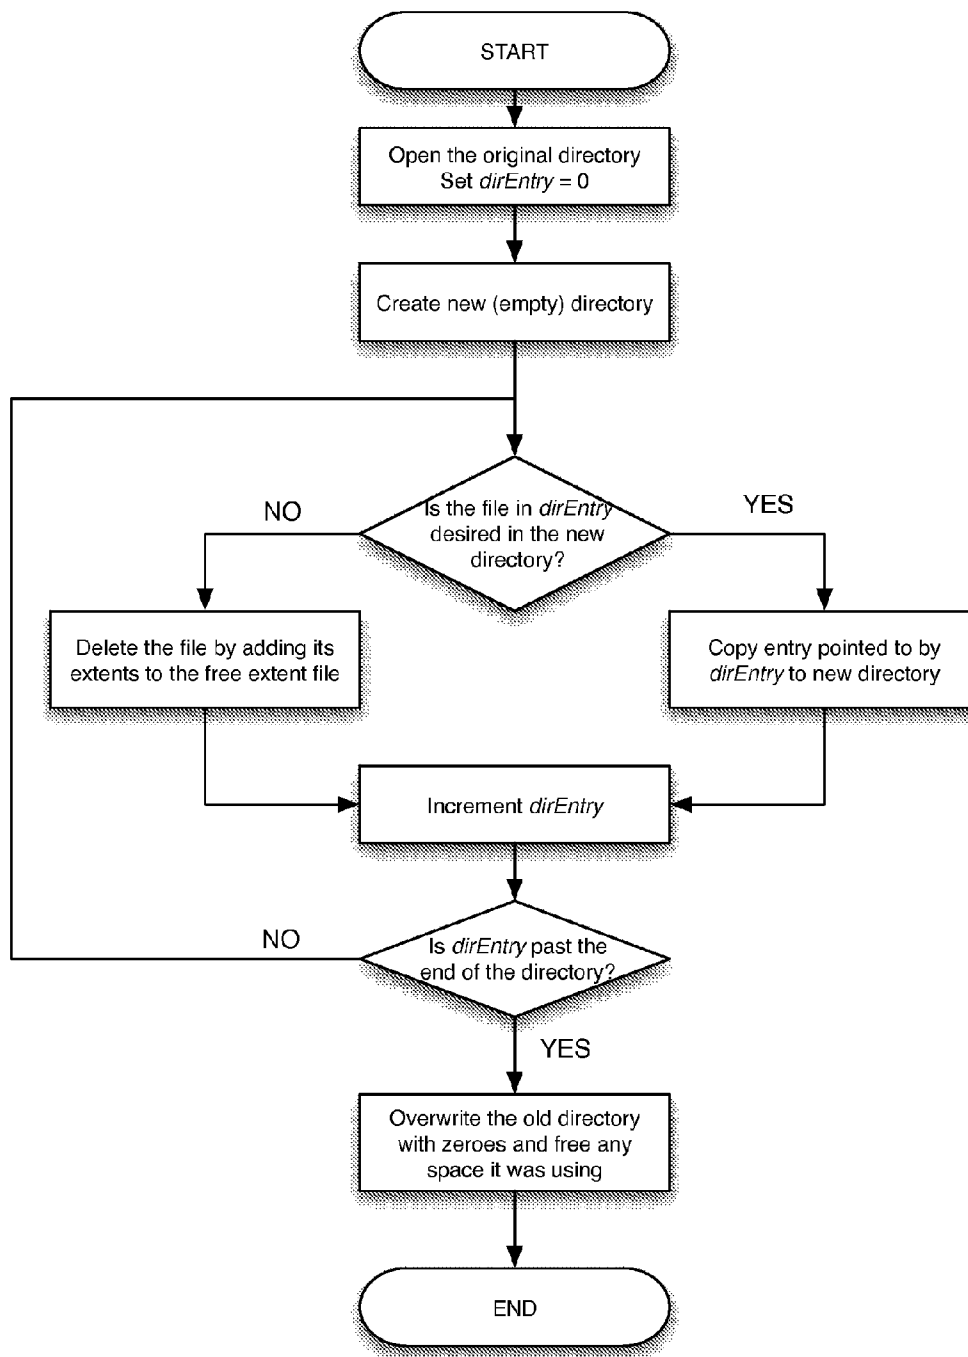 START
Open the original directory
Set dirEntry = 0
Create new (empty) directory
NO
Is the file in dirEntry
desired in the new
directory?
YES
Delete the file by adding its
extents to the free extent file
Copy entry pointed to by
dirEntry to new directory
Increment dirEntry
NO
Is dirEntry past the
end of the directory?
YES
Overwrite the old directory
with zeroes and free any
space it was using
END